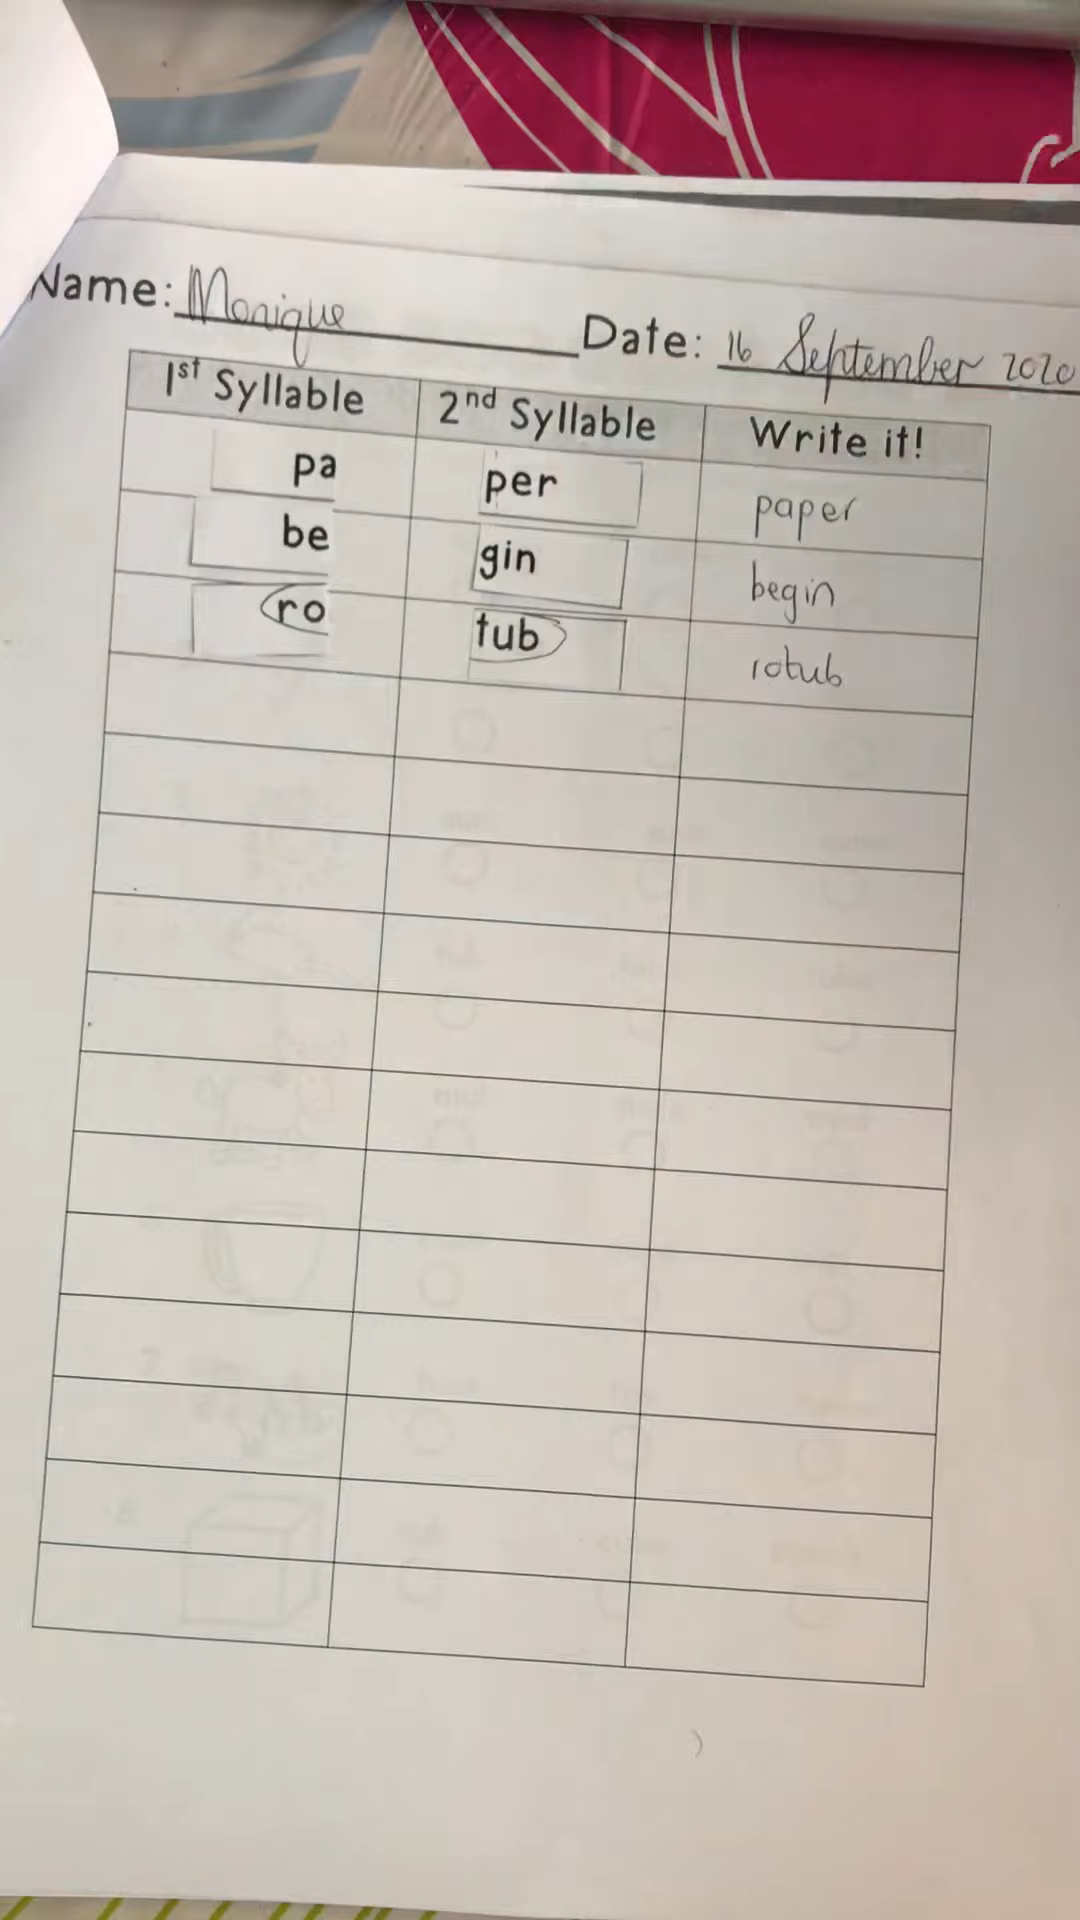 Name: Monique Date: 16 September 2020
1st Syllable 2nd Syllable Write it!
pa per paper
be gin begin
ro tub rotub